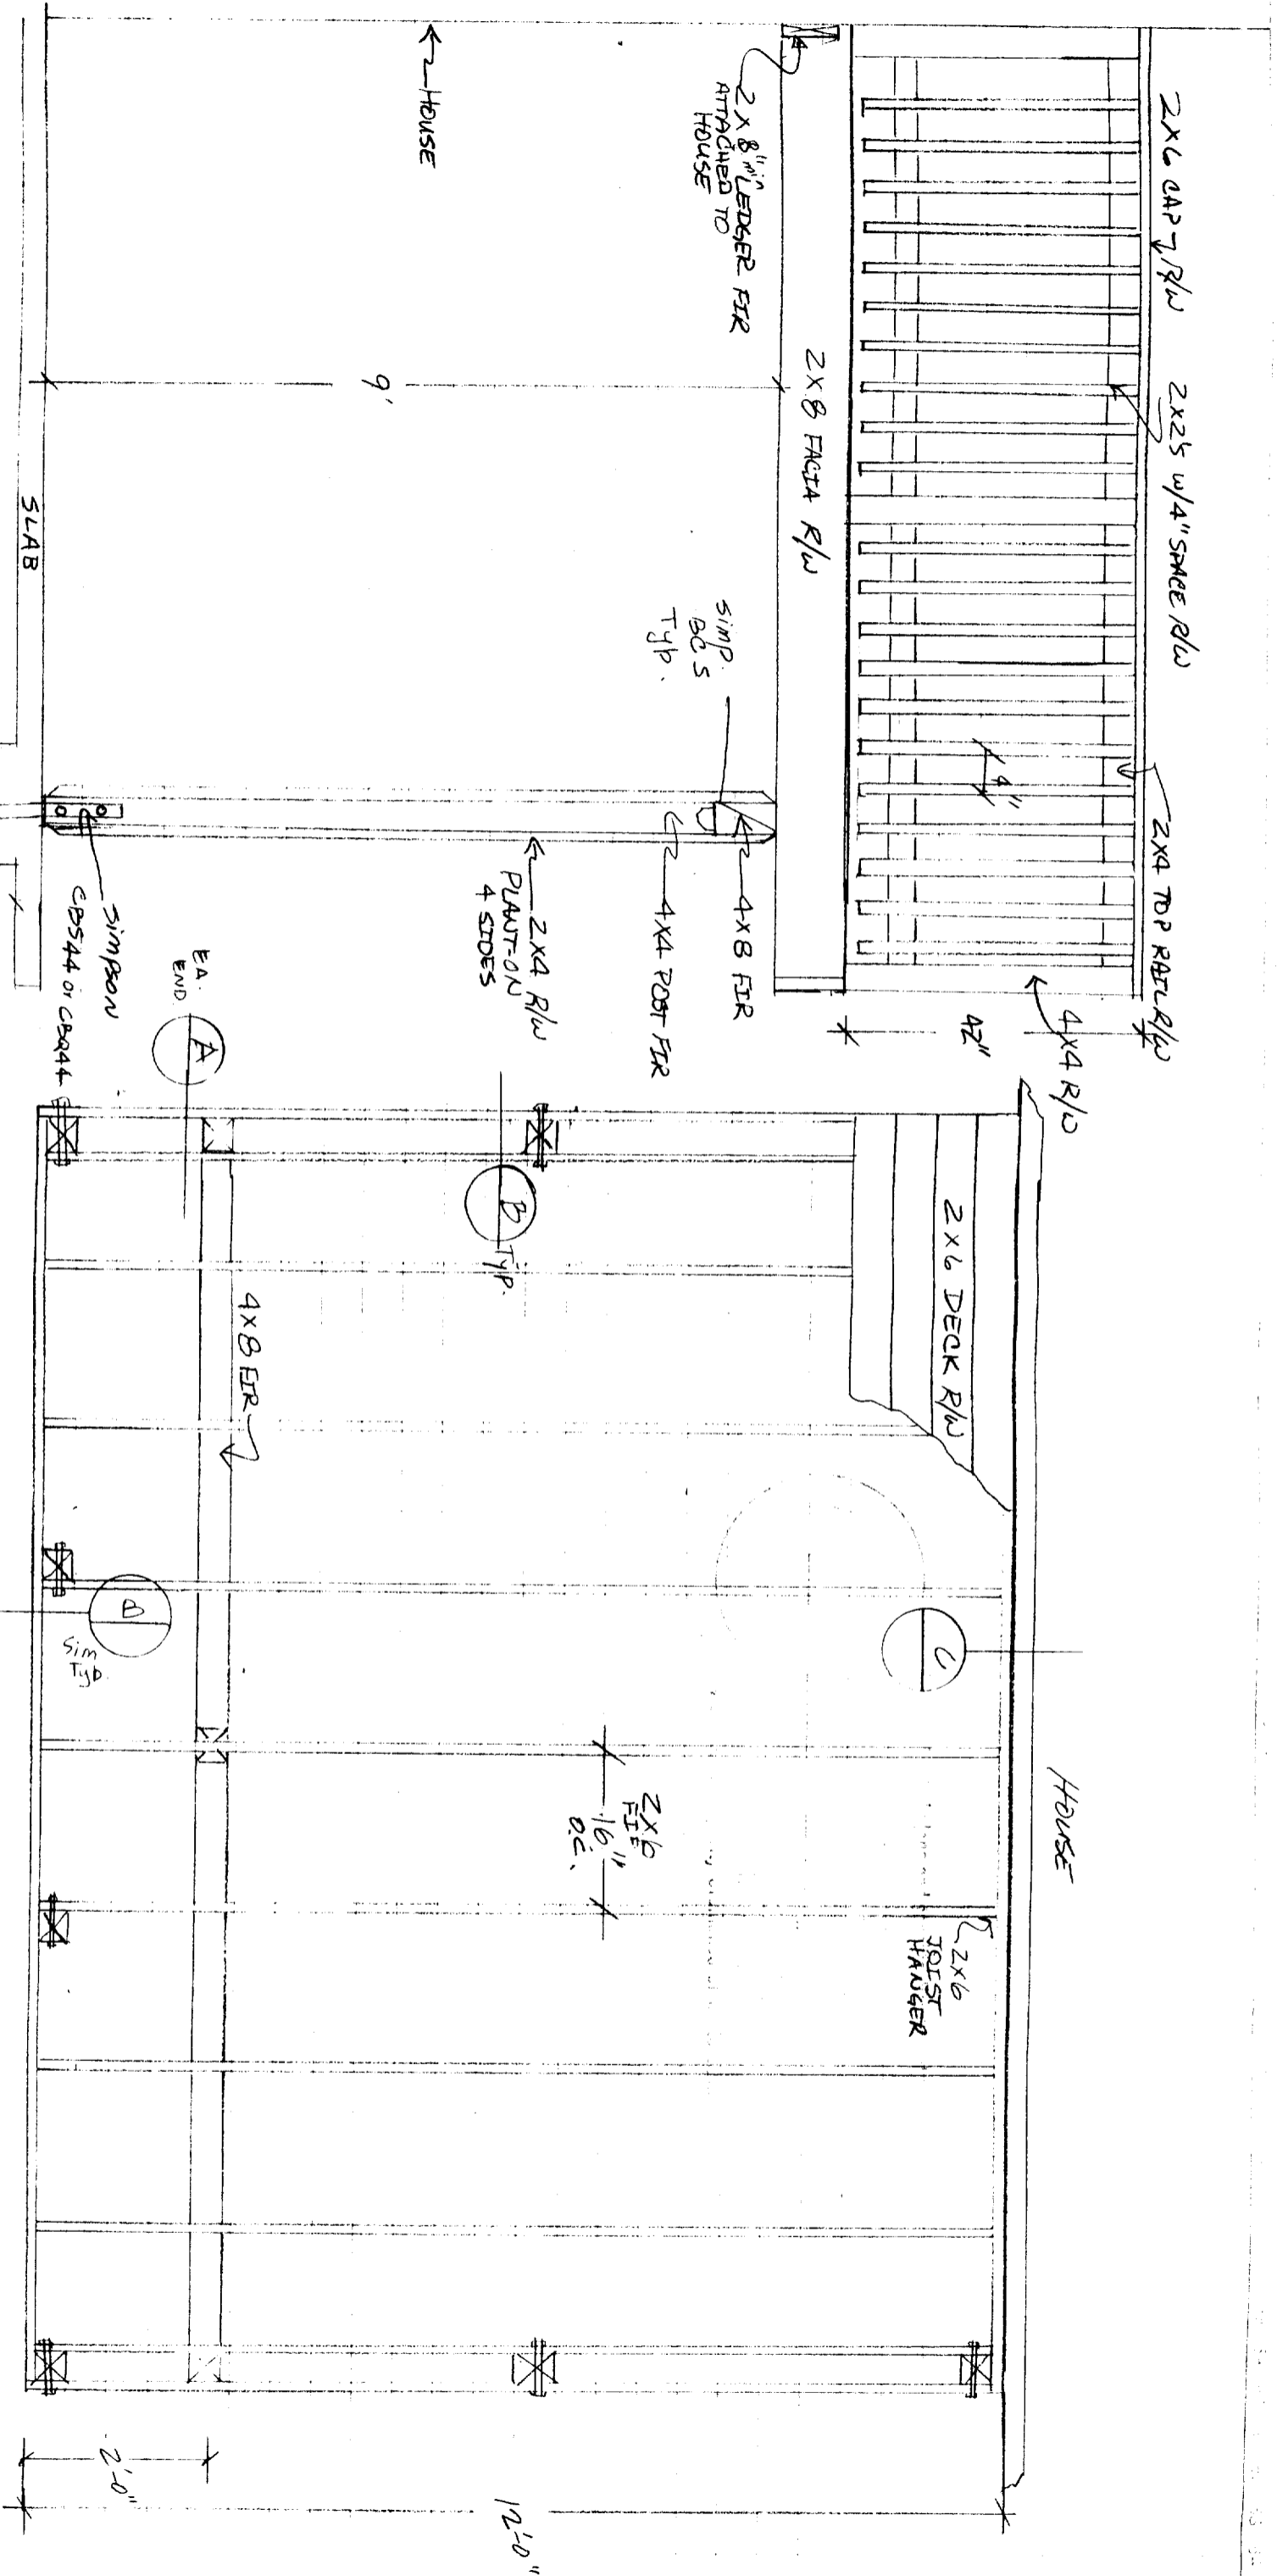 2X6 CAP R/W
2X2'S W/4" SPACE R/W
2X4 TOP RAIL R/W
4X4 R/W
42"
4"
2X8 FACIA R/W
2X8" min LEDGER FIR
ATTACHED TO
HOUSE
HOUSE
9'
SIMP.
BC S
Typ.
4X8 FIR
4X4 POST FIR
2X4 R/W
PLANT-ON
4 SIDES
SIMPSON
CBS44 or CBQ44
SLAB
EA.
END
A
B
Typ.
2X6 DECK R/W
4X8 FIR
B
Sim
Typ.
C
HOUSE
2X6
FIR
16"
O.C.
2X6
JOIST
HANGER
2'-0"
12'-0"